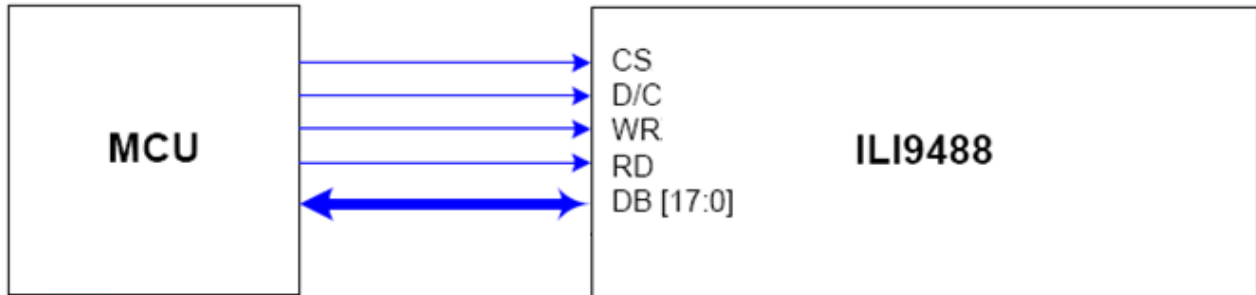 MCU
CS
D/C
WR
RD
DB [17:0]
ILI9488